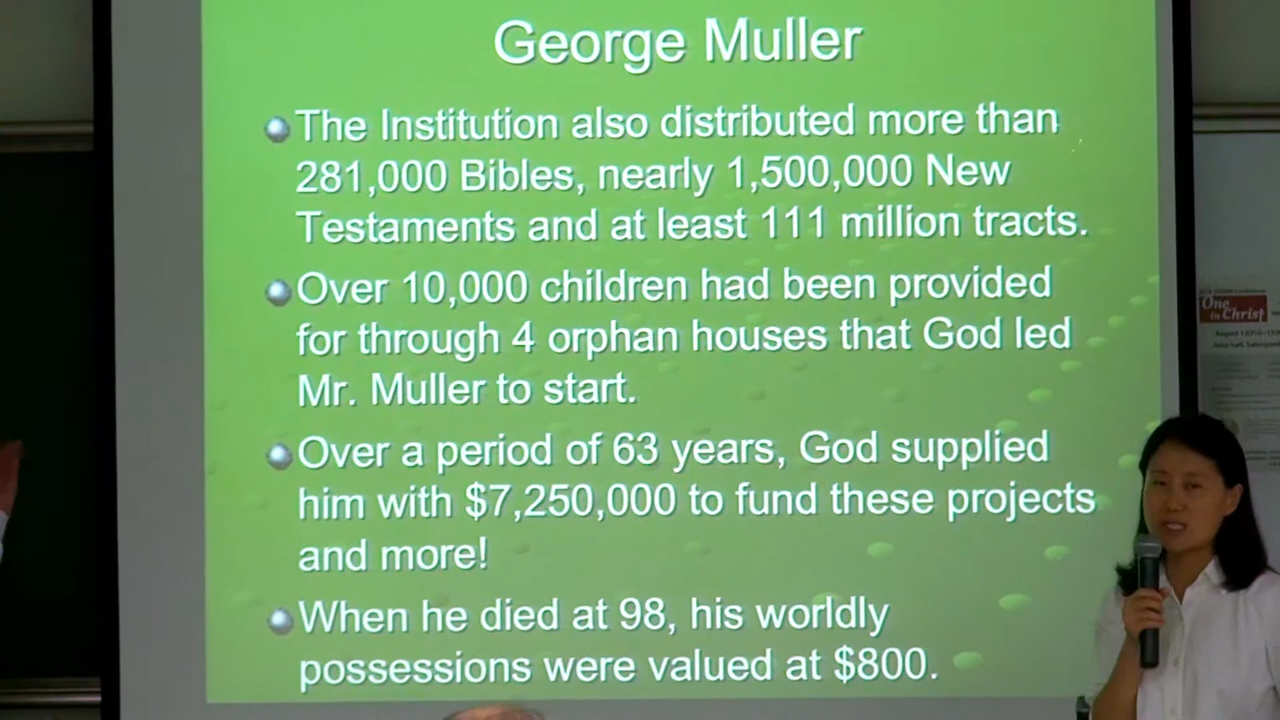 George Muller
The Institution also distributed more than
281,000 Bibles, nearly 1,500,000 New
Testaments and at least 111 million tracts.
Over 10,000 children had been provided
for through 4 orphan houses that God led
Mr. Muller to start.
Over a period of 63 years, God supplied
him with $7,250,000 to fund these projects
and more!
When he died at 98, his worldly
possessions were valued at $800.
One
in Christ